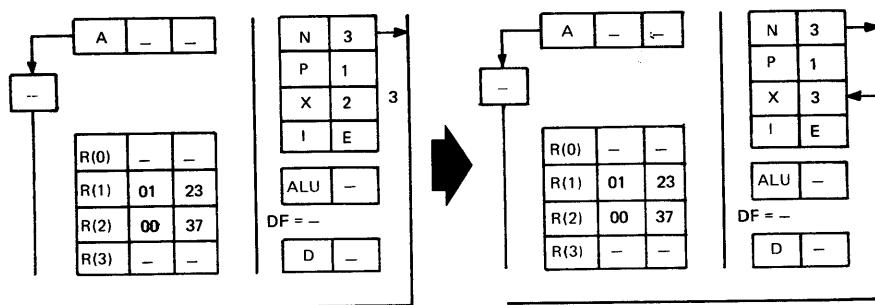 A – –
N 3
P 1
X 2
I E
3
--
R(0) – –
R(1) 01 23
R(2) 00 37
R(3) – –
ALU –
DF = –
D –
A – –
N 3
P 1
X 3
I E
–
R(0) – –
R(1) 01 23
R(2) 00 37
R(3) – –
ALU –
DF = –
D –